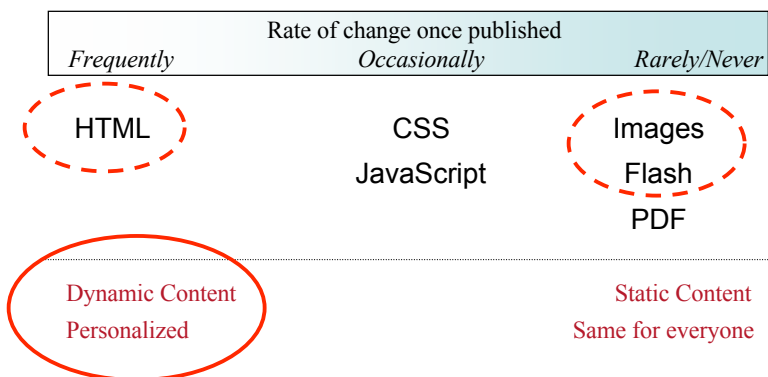 Rate of change once published
Frequently Occasionally Rarely/Never
HTML CSS Images
JavaScript Flash
PDF
Dynamic Content Static Content
Personalized Same for everyone